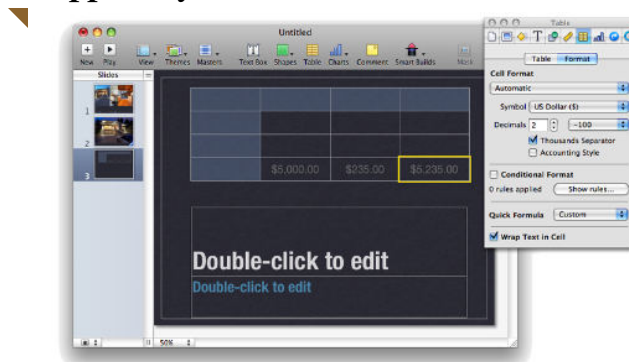 Untitled
New Play View Themes Masters Text Box Shapes Table Charts Comment Smart Builds Mask
Slides
1
2
3
$5,000.00 $235.00 $5,235.00
Double-click to edit
Double-click to edit
50%
Table
Table Format
Cell Format
Automatic
Symbol US Dollar ($)
Decimals 2 -100
Thousands Separator
Accounting Style
Conditional Format
0 rules applied Show rules...
Quick Formula Custom
Wrap Text in Cell